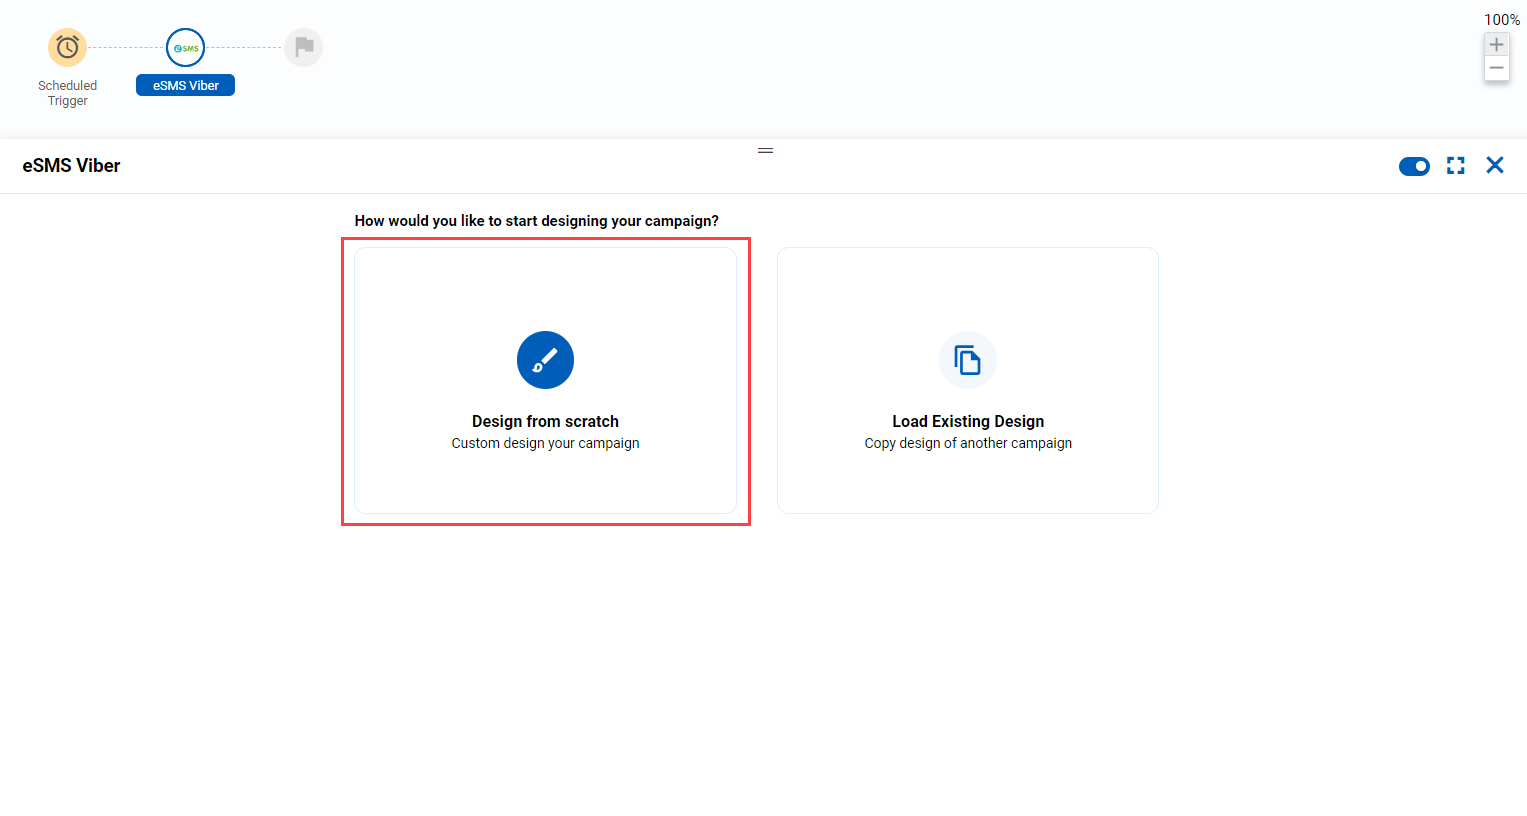 100%
eSMS
Scheduled
Trigger
eSMS Viber
eSMS Viber
How would you like to start designing your campaign?
Design from scratch
Custom design your campaign
Load Existing Design
Copy design of another campaign